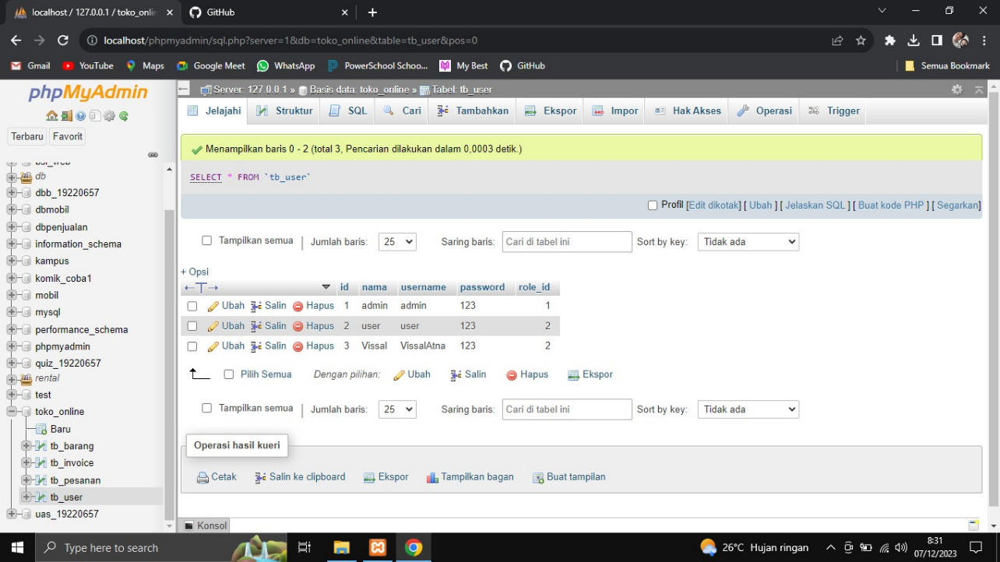 localhost / 127.0.0.1 / toko_onlin
GitHub
localhost/phpmyadmin/sql.php?server=1&db=toko_online&table=tb_user&pos=0
Gmail YouTube Maps Google Meet WhatsApp PowerSchool Schoo... My Best GitHub Semua Bookmark
phpMyAdmin
Terbaru Favorit
bsi_web
db
dbb_19220657
dbmobil
dbpenjualan
information_schema
kampus
komik_coba1
mobil
mysql
performance_schema
phpmyadmin
quiz_19220657
rental
test
toko_online
Baru
tb_barang
tb_invoice
tb_pesanan
tb_user
uas_19220657
Server: 127.0.0.1 » Basis data: toko_online » Tabel: tb_user
Jelajahi Struktur SQL Cari Tambahkan Ekspor Impor Hak Akses Operasi Trigger
Menampilkan baris 0 - 2 (total 3, Pencarian dilakukan dalam 0,0003 detik.)
SELECT * FROM `tb_user`
Profil [Edit dikotak] [ Ubah ] [ Jelaskan SQL ] [ Buat kode PHP ] [ Segarkan]
Tampilkan semua | Jumlah baris: 25 Saring baris: Cari di tabel ini Sort by key: Tidak ada
+ Opsi
←T→ id nama username password role_id
Ubah Salin Hapus 1 admin admin 123 1
Ubah Salin Hapus 2 user user 123 2
Ubah Salin Hapus 3 Vissal VissalAtna 123 2
Pilih Semua Dengan pilihan: Ubah Salin Hapus Ekspor
Tampilkan semua | Jumlah baris: 25 Saring baris: Cari di tabel ini Sort by key: Tidak ada
Operasi hasil kueri
Cetak Salin ke clipboard Ekspor Tampilkan bagan Buat tampilan
Konsol
Type here to search
26°C Hujan ringan
8:31
07/12/2023